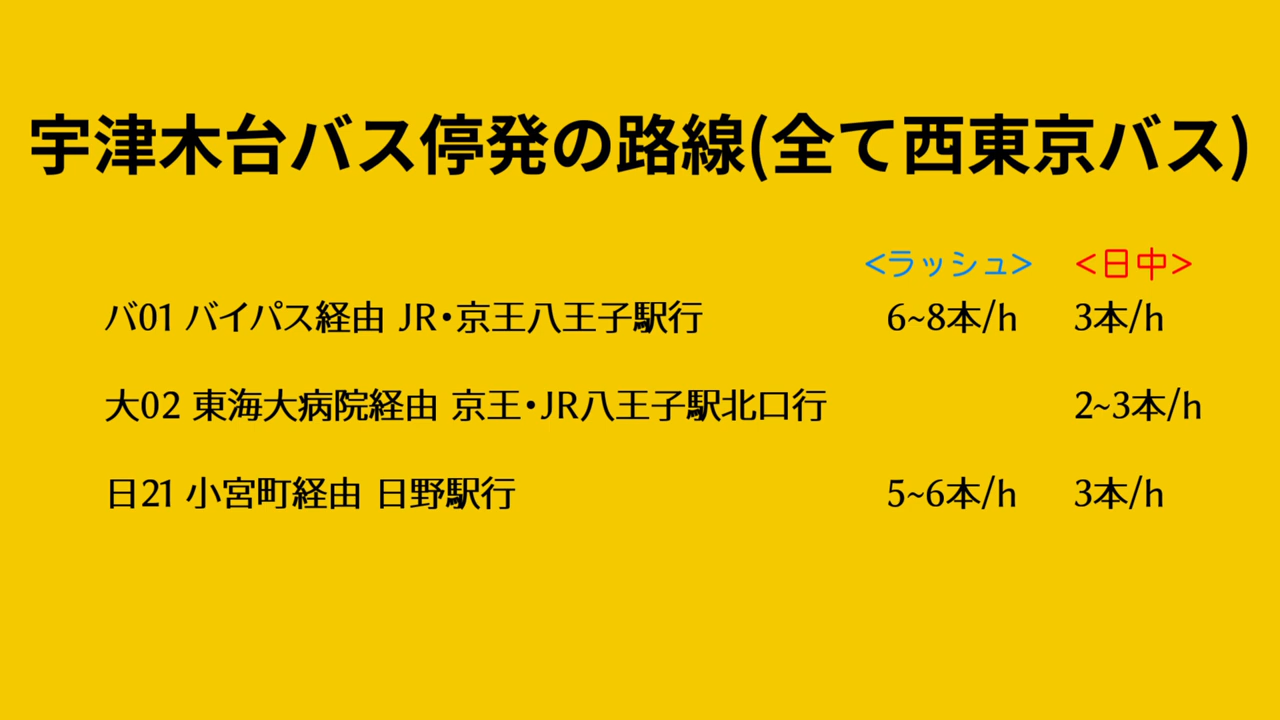 宇津木台バス停発の路線(全て西東京バス)
<ラッシュ> <日中>
バ01 バイパス経由 JR・京王八王子駅行 6~8本/h 3本/h
大02 東海大病院経由 京王・JR八王子駅北口行 2~3本/h
日21 小宮町経由 日野駅行 5~6本/h 3本/h